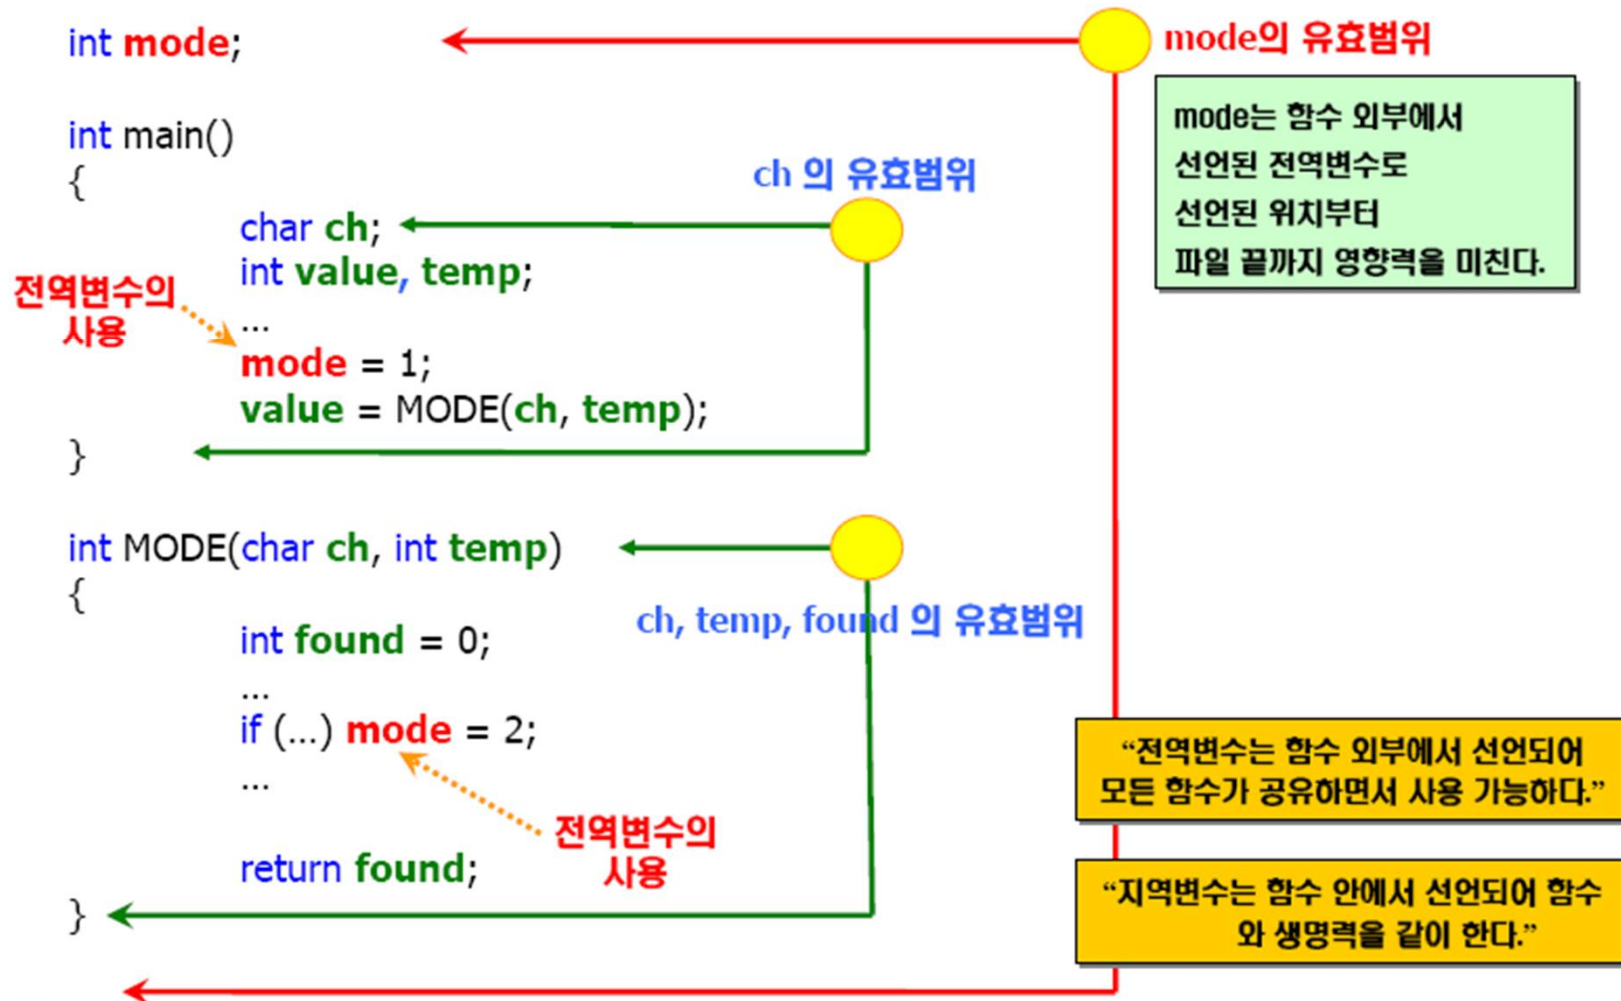 int mode;
mode의 유효범위
mode는 함수 외부에서
선언된 전역변수로
선언된 위치부터
파일 끝까지 영향력을 미친다.
int main()
{
ch 의 유효범위
char ch;
int value, temp;
전역변수의
사용
...
mode = 1;
value = MODE(ch, temp);
}
int MODE(char ch, int temp)
{
ch, temp, found 의 유효범위
int found = 0;
...
if (...) mode = 2;
...
전역변수의
사용
return found;
}
“전역변수는 함수 외부에서 선언되어
모든 함수가 공유하면서 사용 가능하다.”
“지역변수는 함수 안에서 선언되어 함수
와 생명력을 같이 한다.”